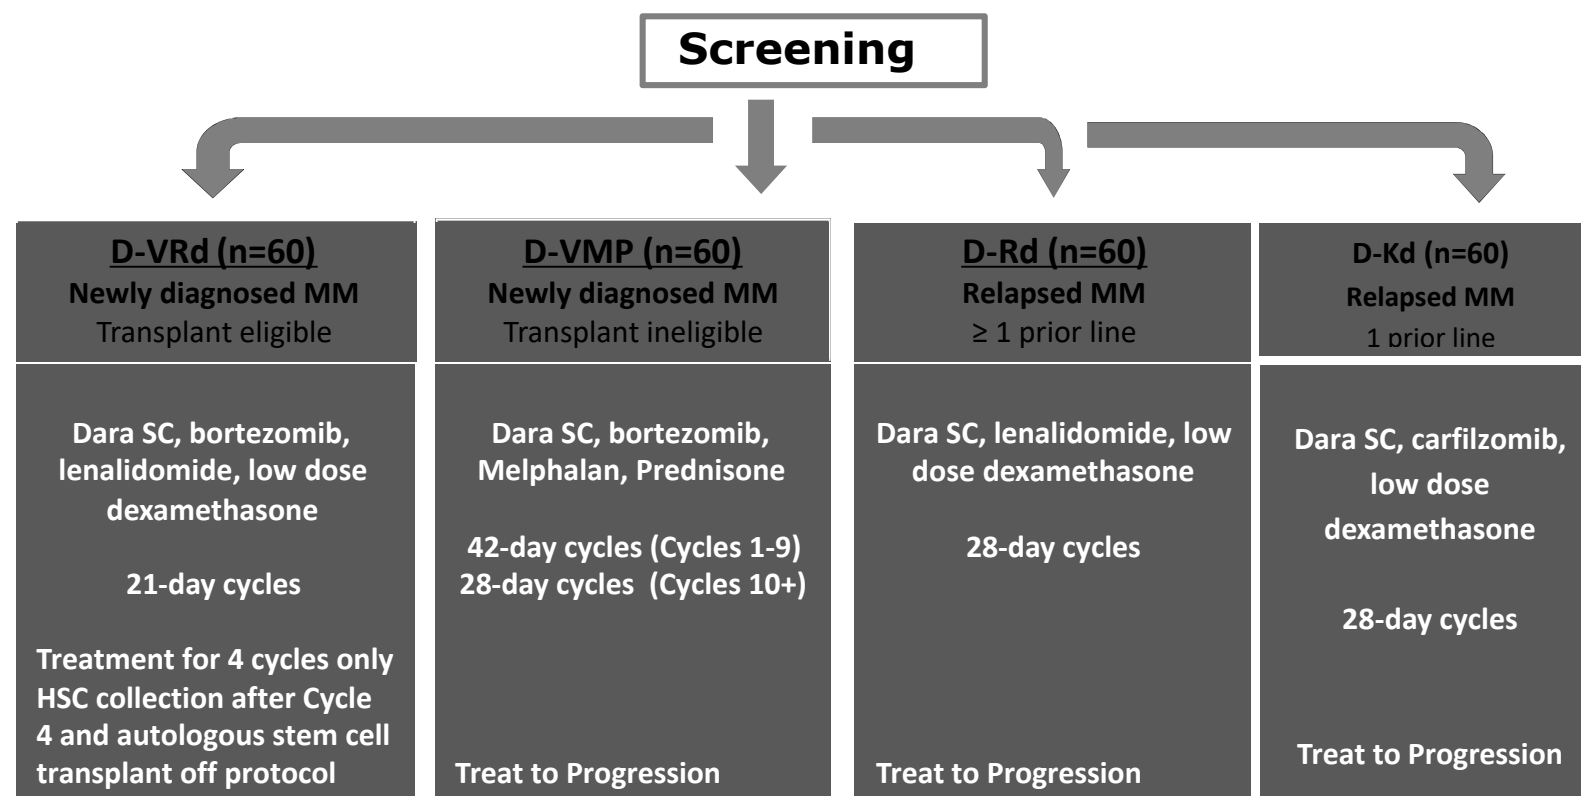 Screening
D-VRd (n=60)
Newly diagnosed MM
Transplant eligible
Dara SC, bortezomib,
lenalidomide, low dose
dexamethasone
21-day cycles
Treatment for 4 cycles only
HSC collection after Cycle
4 and autologous stem cell
transplant off protocol
D-VMP (n=60)
Newly diagnosed MM
Transplant ineligible
Dara SC, bortezomib,
Melphalan, Prednisone
42-day cycles (Cycles 1-9)
28-day cycles (Cycles 10+)
Treat to Progression
D-Rd (n=60)
Relapsed MM
≥ 1 prior line
Dara SC, lenalidomide, low
dose dexamethasone
28-day cycles
Treat to Progression
D-Kd (n=60)
Relapsed MM
1 prior line
Dara SC, carfilzomib,
low dose
dexamethasone
28-day cycles
Treat to Progression